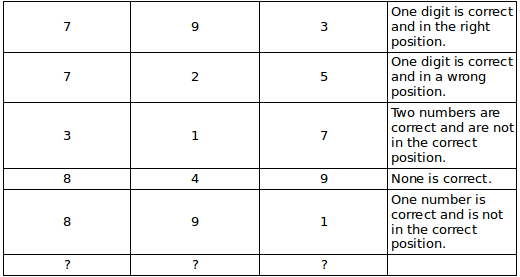 7 9 3 One digit is correct
and in the right
position.
7 2 5 One digit is correct
and in a wrong
position.
3 1 7 Two numbers are
correct and are not
in the correct
position.
8 4 9 None is correct.
8 9 1 One number is
correct and is not
in the correct
position.
? ? ?